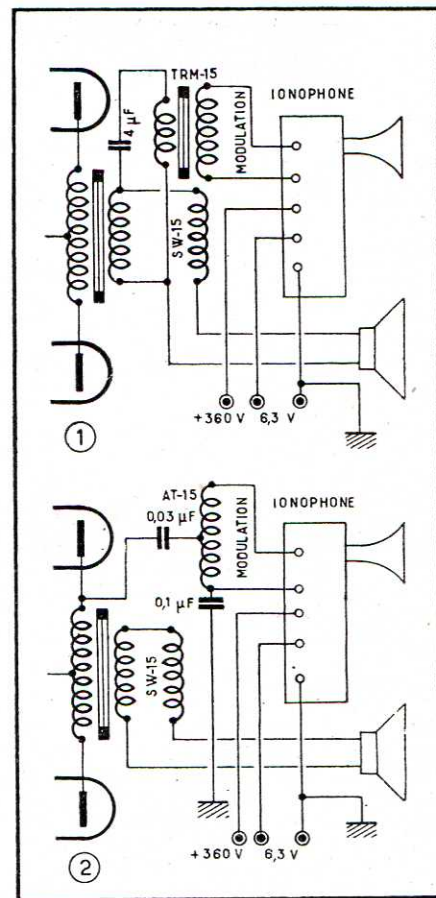 TRM-15
IONOPHONE
4 µF
MODULATION
SW-15
+360 V 6,3 V
1
AT-15
0,03 µF
IONOPHONE
MODULATION
0,1 µF
SW-15
+360 V 6,3 V
2